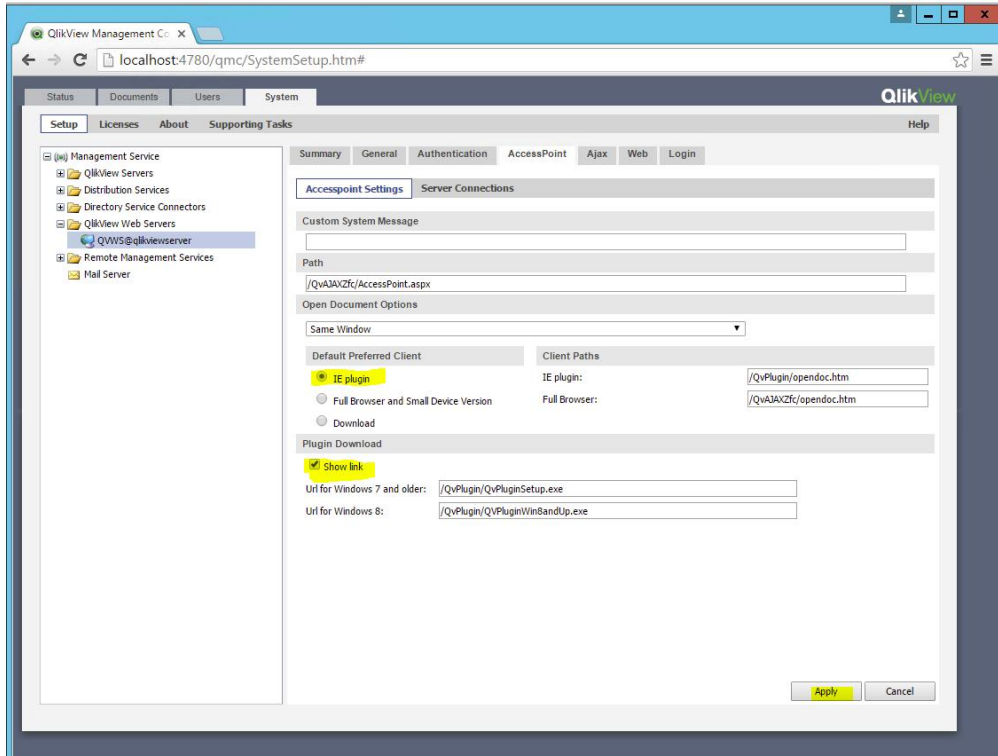 QlikView Management Co
localhost:4780/qmc/SystemSetup.htm#
Status Documents Users System
QlikView
Setup Licenses About Supporting Tasks Help
Management Service
QlikView Servers
Distribution Services
Directory Service Connectors
QlikView Web Servers
QVWS@qlikviewserver
Remote Management Services
Mail Server
Summary General Authentication AccessPoint Ajax Web Login
Accesspoint Settings Server Connections
Custom System Message
Path
/QvAJAXZfc/AccessPoint.aspx
Open Document Options
Same Window
Default Preferred Client Client Paths
IE plugin IE plugin: /QvPlugin/opendoc.htm
Full Browser and Small Device Version Full Browser: /QvAJAXZfc/opendoc.htm
Download
Plugin Download
Show link
Url for Windows 7 and older: /QvPlugin/QvPluginSetup.exe
Url for Windows 8: /QvPlugin/QVPluginWin8andUp.exe
Apply Cancel